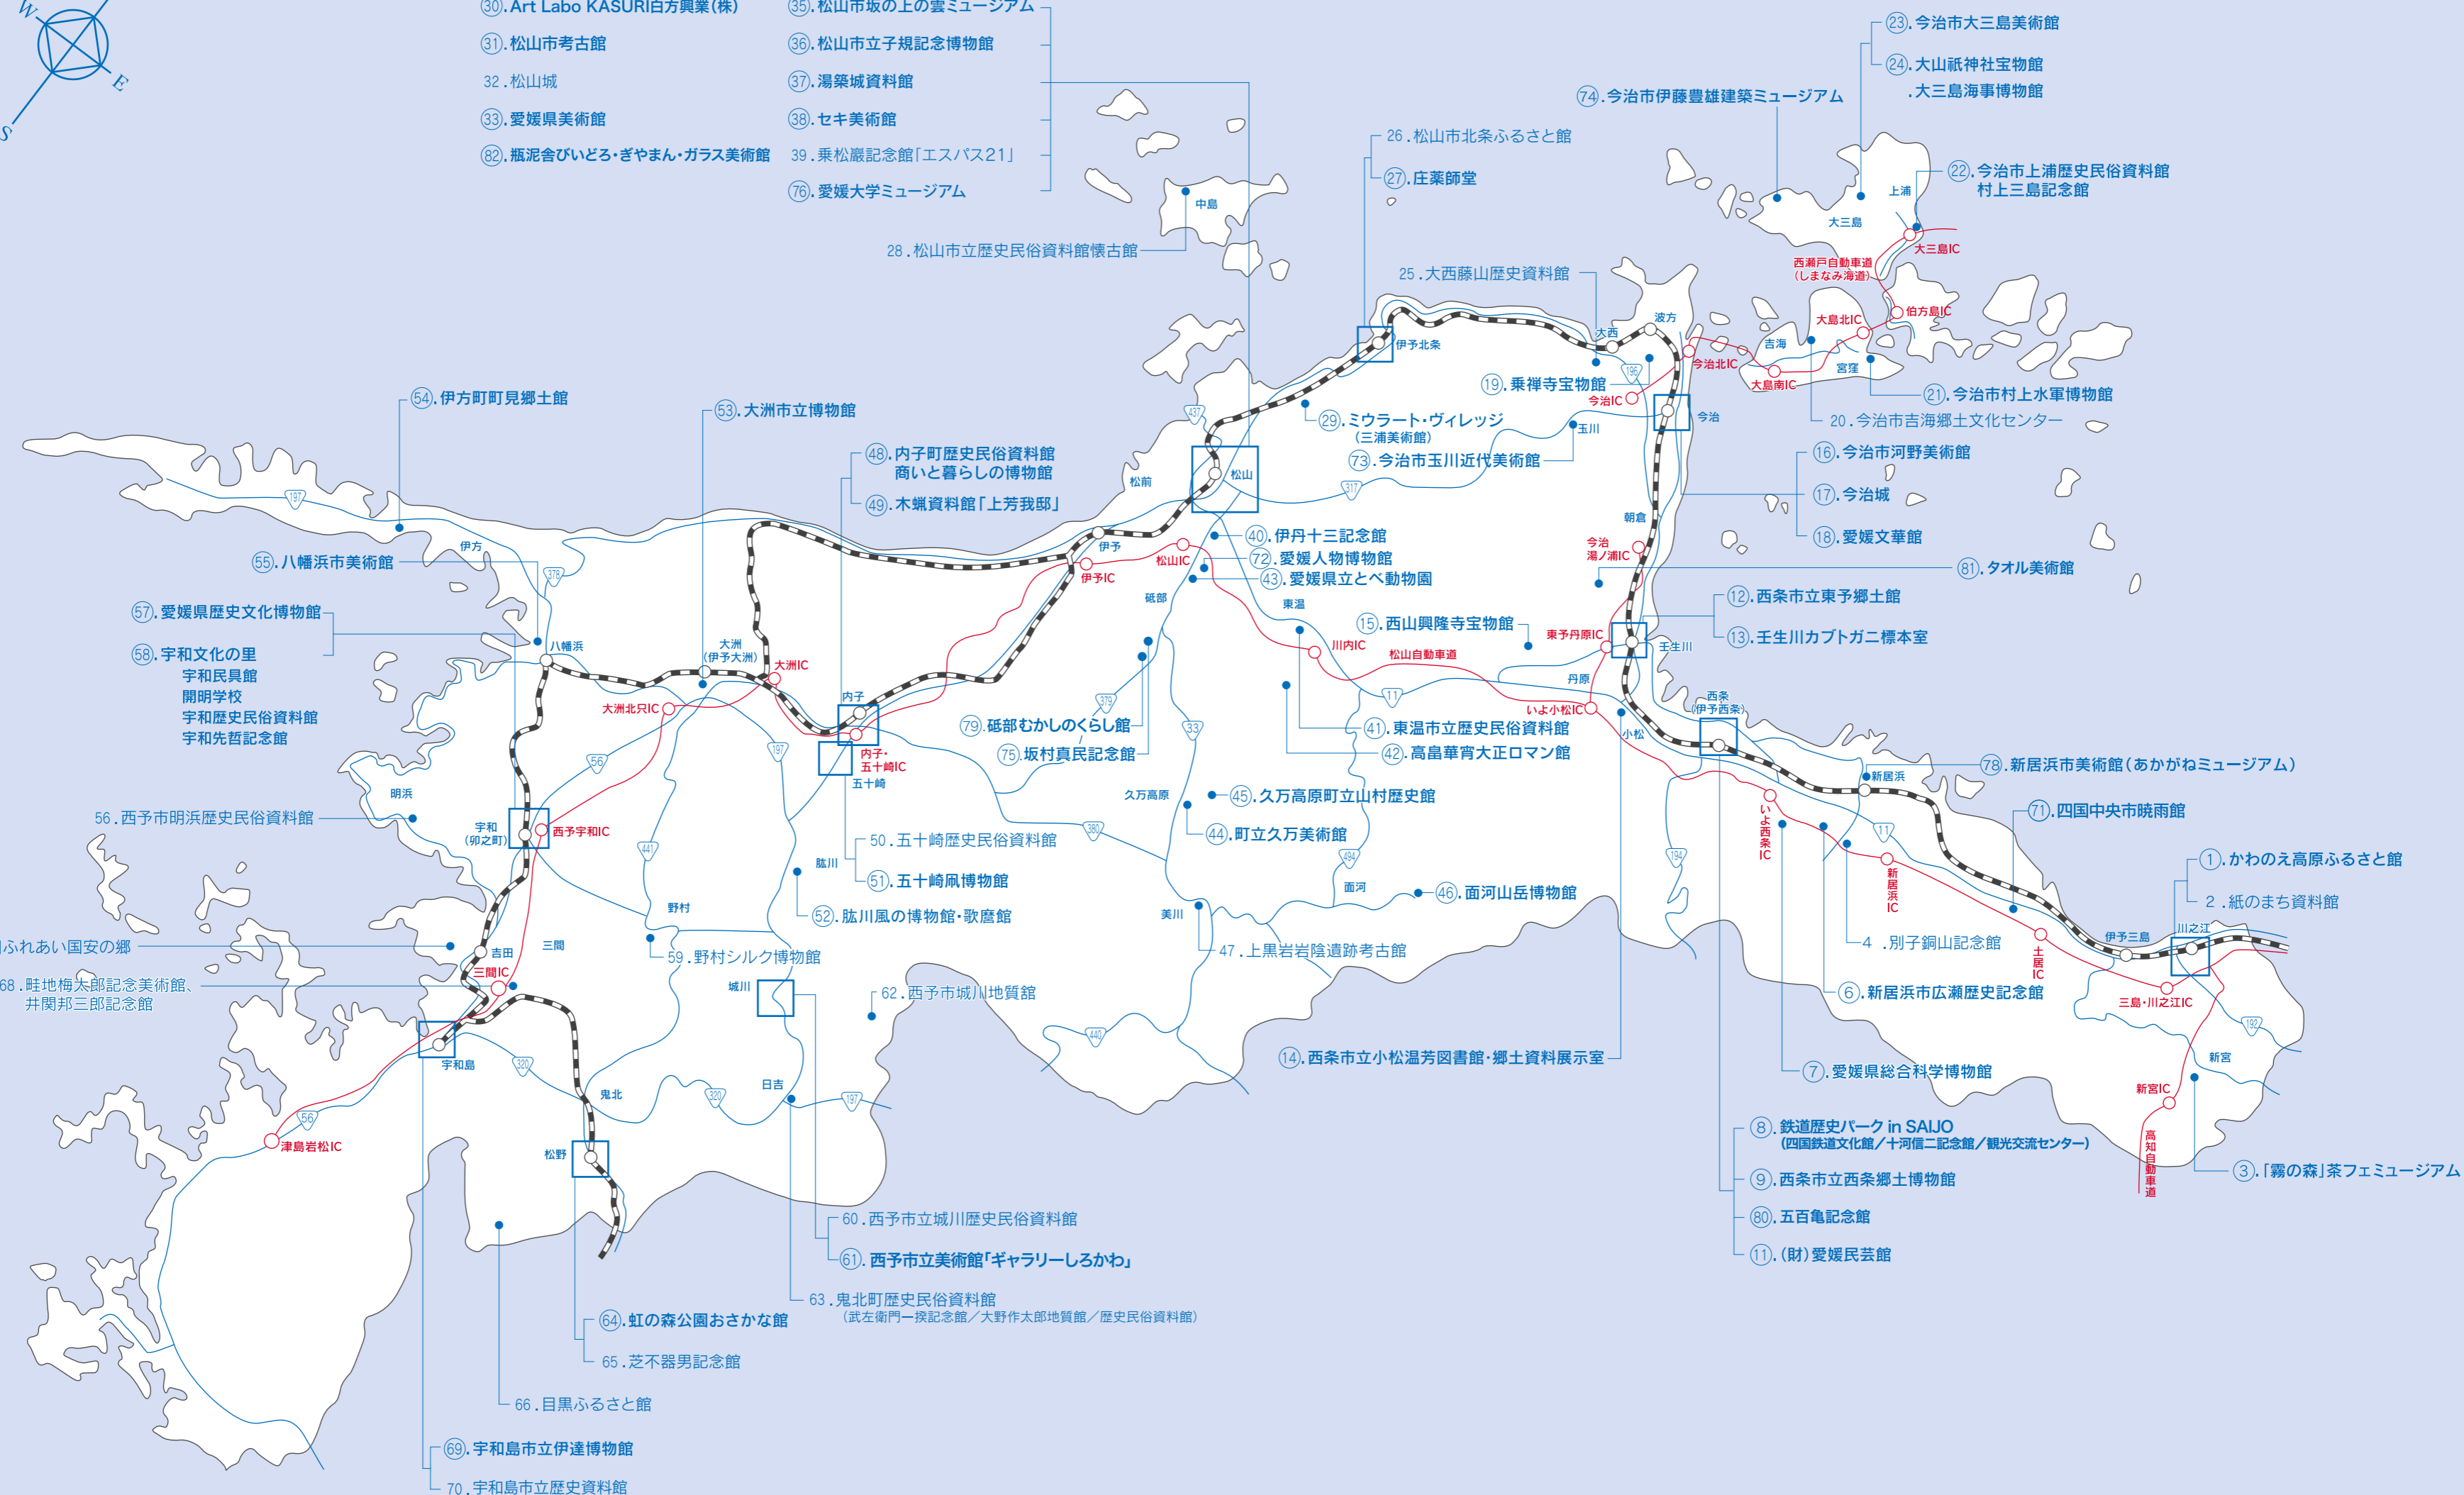 W
E
S
㉚.Art Labo KASURI白方興業(株)
㉛.松山市考古館
32.松山城
㉝.愛媛県美術館
82.瓶泥舎びいどろ・ぎやまん・ガラス美術館
㉟.松山市坂の上の雲ミュージアム
㊱.松山市立子規記念博物館
㊲.湯築城資料館
㊳.セキ美術館
39.乗松巖記念館「エスパス21」
76.愛媛大学ミュージアム
㉓.今治市大三島美術館
㉔.大山祇神社宝物館
.大三島海事博物館
74.今治市伊藤豊雄建築ミュージアム
㉒.今治市上浦歴史民俗資料館
村上三島記念館
26.松山市北条ふるさと館
㉗.庄薬師堂
28.松山市立歴史民俗資料館懐古館
中島
上浦
大三島
大三島IC
西瀬戸自動車道
(しまなみ海道)
25.大西藤山歴史資料館
伯方島IC
大島北IC
吉海
宮窪
大島南IC
今治北IC
波方
大西
伊予北条
196
⑲.乗禅寺宝物館
今治IC
今治
㉑.今治市村上水軍博物館
20.今治市吉海郷土文化センター
㉙.ミウラート・ヴィレッジ
(三浦美術館)
玉川
73.今治市玉川近代美術館
⑯.今治市河野美術館
⑰.今治城
⑱.愛媛文華館
54.伊方町町見郷土館
53.大洲市立博物館
㊽.内子町歴史民俗資料館
商いと暮らしの博物館
㊾.木蝋資料館「上芳我邸」
437
松前
松山
317
197
伊方
378
55.八幡浜市美術館
伊予
伊予IC
松山IC
㊵.伊丹十三記念館
72.愛媛人物博物館
㊸.愛媛県立とべ動物園
朝倉
今治
湯ノ浦IC
81.タオル美術館
⑫.西条市立東予郷土館
⑬.壬生川カブトガニ標本室
57.愛媛県歴史文化博物館
58.宇和文化の里
宇和民具館
開明学校
宇和歴史民俗資料館
宇和先哲記念館
八幡浜
大洲
(伊予大洲)
大洲IC
大洲北只IC
砥部
東温
⑮.西山興隆寺宝物館
東予丹原IC
壬生川
川内IC
松山自動車道
丹原
11
いよ小松IC
小松
西条
(伊予西条)
内子
内子・
五十崎IC
五十崎
379
33
79.砥部むかしのくらし館
75.坂村真民記念館
㊶.東温市立歴史民俗資料館
㊷.高畠華宵大正ロマン館
78.新居浜市美術館(あかがねミュージアム)
新居浜
明浜
56.西予市明浜歴史民俗資料館
宇和
(卯之町)
西予宇和IC
56
197
441
肱川
50.五十崎歴史民俗資料館
51.五十崎凧博物館
52.肱川風の博物館・歌麿館
380
久万高原
㊺.久万高原町立山村歴史館
㊹.町立久万美術館
494
194
面河
㊻.面河山岳博物館
美川
47.上黒岩岩陰遺跡考古館
いよ西条IC
新居浜IC
11
71.四国中央市暁雨館
①.かわのえ高原ふるさと館
2.紙のまち資料館
4.別子銅山記念館
⑥.新居浜市広瀬歴史記念館
土居IC
伊予三島
川之江
三島・川之江IC
192
新宮
新宮IC
高知自動車道
③.「霧の森」茶フェミュージアム
ふれあい国安の郷
吉田
三間
三間IC
68.畦地梅太郎記念美術館、
井関邦三郎記念館
野村
59.野村シルク博物館
城川
62.西予市城川地質舘
440
⑭.西条市立小松温芳図書館・郷土資料展示室
⑦.愛媛県総合科学博物館
⑧.鉄道歴史パーク in SAIJO
(四国鉄道文化館/十河信二記念館/観光交流センター)
⑨.西条市立西条郷土博物館
80.五百亀記念館
⑪.(財)愛媛民芸館
宇和島
320
鬼北
320
日吉
197
56
津島岩松IC
松野
60.西予市立城川歴史民俗資料館
61.西予市立美術館「ギャラリーしろかわ」
63.鬼北町歴史民俗資料館
(武左衛門一揆記念館/大野作太郎地質館/歴史民俗資料館)
64.虹の森公園おさかな館
65.芝不器男記念館
66.目黒ふるさと館
69.宇和島市立伊達博物館
70.宇和島市立歴史資料館